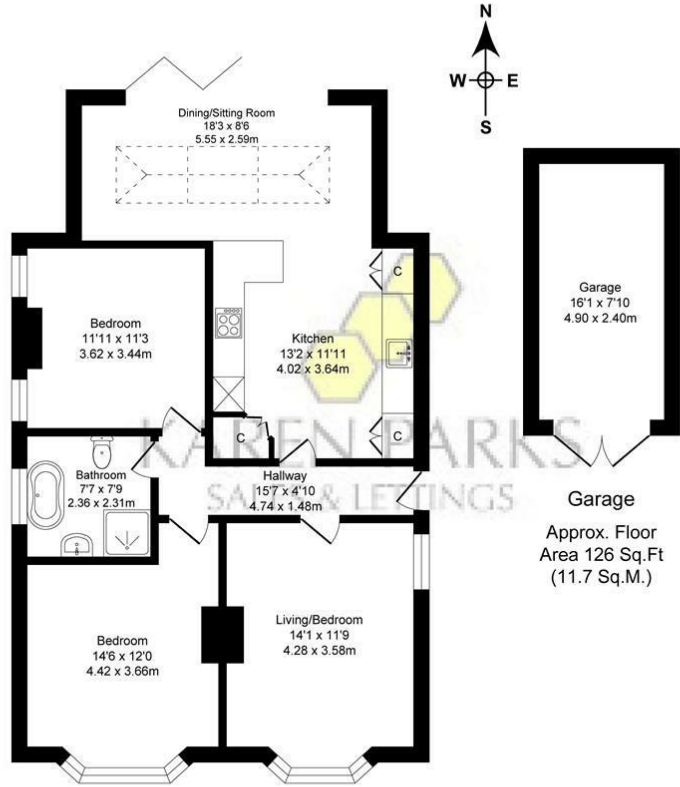 N
W E
S
Dining/Sitting Room
18'3 x 8'6
5.55 x 2.59m
Garage
16'1 x 7'10
4.90 x 2.40m
C
Bedroom
11'11 x 11'3
3.62 x 3.44m
Kitchen
13'2 x 11'11
4.02 x 3.64m
C
C
KAREN PARKS
SALES & LETTINGS
Hallway
15'7 x 4'10
4.74 x 1.48m
Bathroom
7'7 x 7'9
2.36 x 2.31m
Garage
Approx. Floor
Area 126 Sq.Ft
(11.7 Sq.M.)
Bedroom
14'6 x 12'0
4.42 x 3.66m
Living/Bedroom
14'1 x 11'9
4.28 x 3.58m